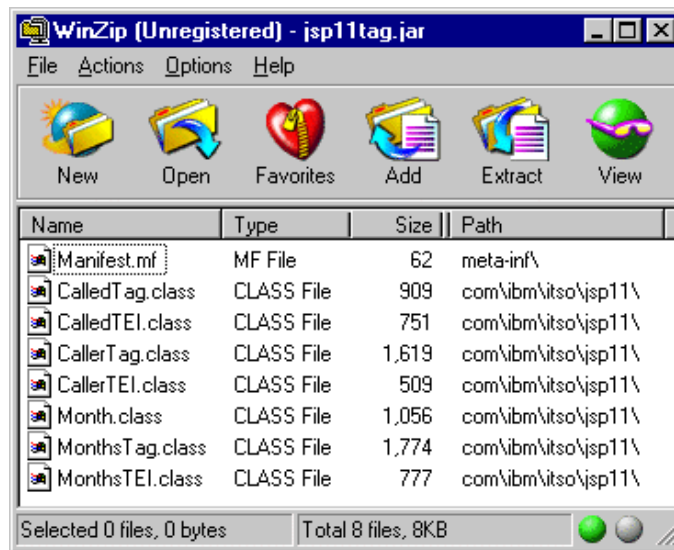 WinZip (Unregistered) - jsp11tag.jar
File Actions Options Help
New Open Favorites Add Extract View
Name Type Size Path
Manifest.mf MF File 62 meta-inf\
CalledTag.class CLASS File 909 com\ibm\itso\jsp11\
CalledTEI.class CLASS File 751 com\ibm\itso\jsp11\
CallerTag.class CLASS File 1,619 com\ibm\itso\jsp11\
CallerTEI.class CLASS File 509 com\ibm\itso\jsp11\
Month.class CLASS File 1,056 com\ibm\itso\jsp11\
MonthsTag.class CLASS File 1,774 com\ibm\itso\jsp11\
MonthsTEI.class CLASS File 777 com\ibm\itso\jsp11\
Selected 0 files, 0 bytes Total 8 files, 8KB